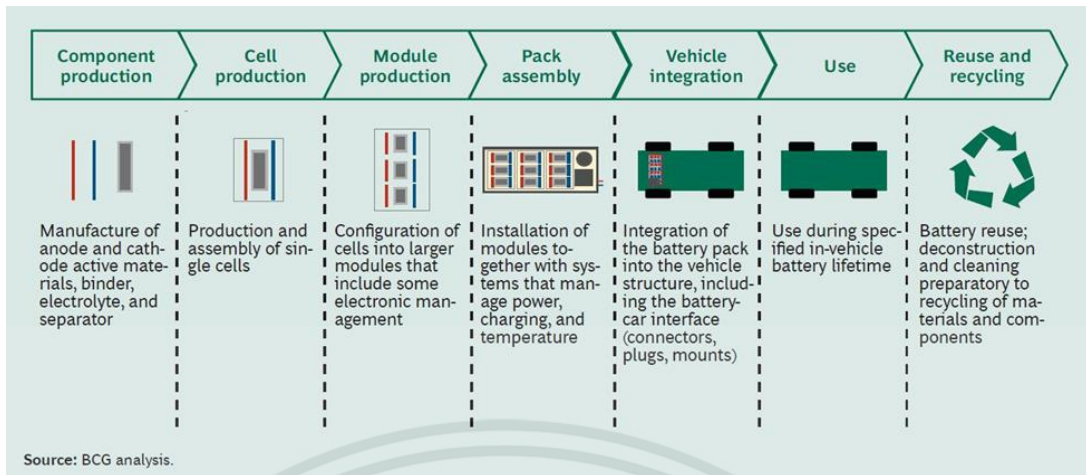 Component
production
Cell
production
Module
production
Pack
assembly
Vehicle
integration
Use
Reuse and
recycling
Manufacture of
anode and cath-
ode active mate-
rials, binder,
electrolyte, and
separator
Production and
assembly of sin-
gle cells
Configuration of
cells into larger
modules that
include some
electronic man-
agement
Installation of
modules to-
gether with sys-
tems that man-
age power,
charging, and
temperature
Integration of
the battery pack
into the vehicle
structure, includ-
ing the battery-
car interface
(connectors,
plugs, mounts)
Use during spec-
ified in-vehicle
battery lifetime
Battery reuse;
deconstruction
and cleaning
preparatory to
recycling of ma-
terials and com-
ponents
Source: BCG analysis.